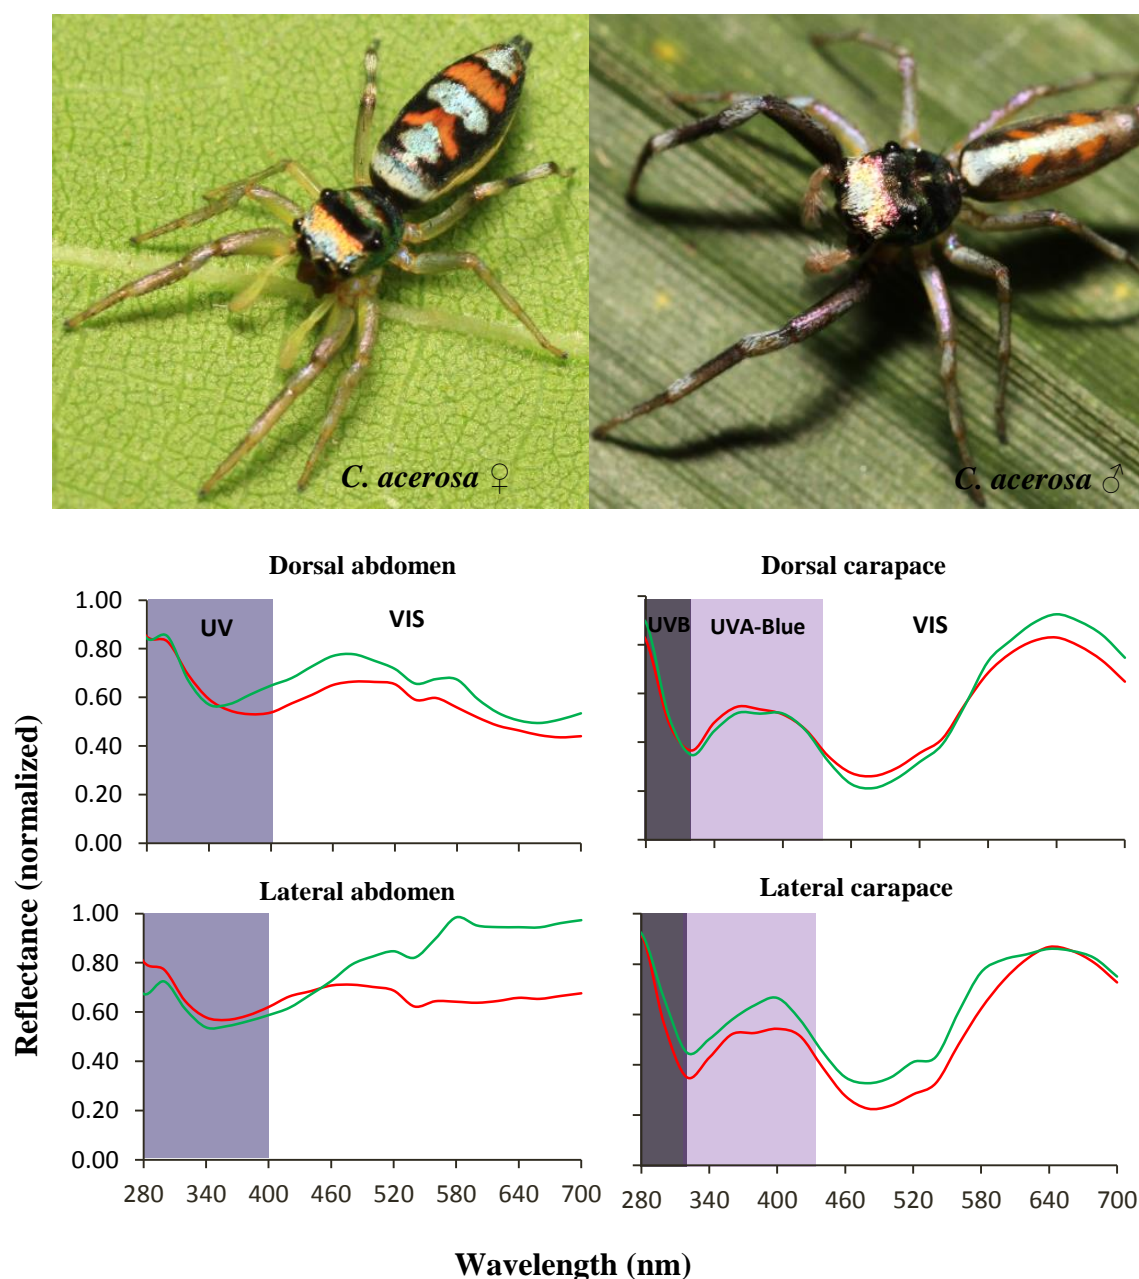 C. acerosa ♀
C. acerosa ♂
Dorsal abdomen
Dorsal carapace
1.00
0.80
0.60
0.40
0.20
0.00
UV
VIS
UVB
UVA-Blue
VIS
Lateral abdomen
Lateral carapace
1.00
0.80
0.60
0.40
0.20
0.00
280 340 400 460 520 580 640 700
280 340 400 460 520 580 640 700
Reflectance (normalized)
Wavelength (nm)